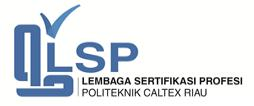 LSP
LEMBAGA SERTIFIKASI PROFESI
POLITEKNIK CALTEX RIAU